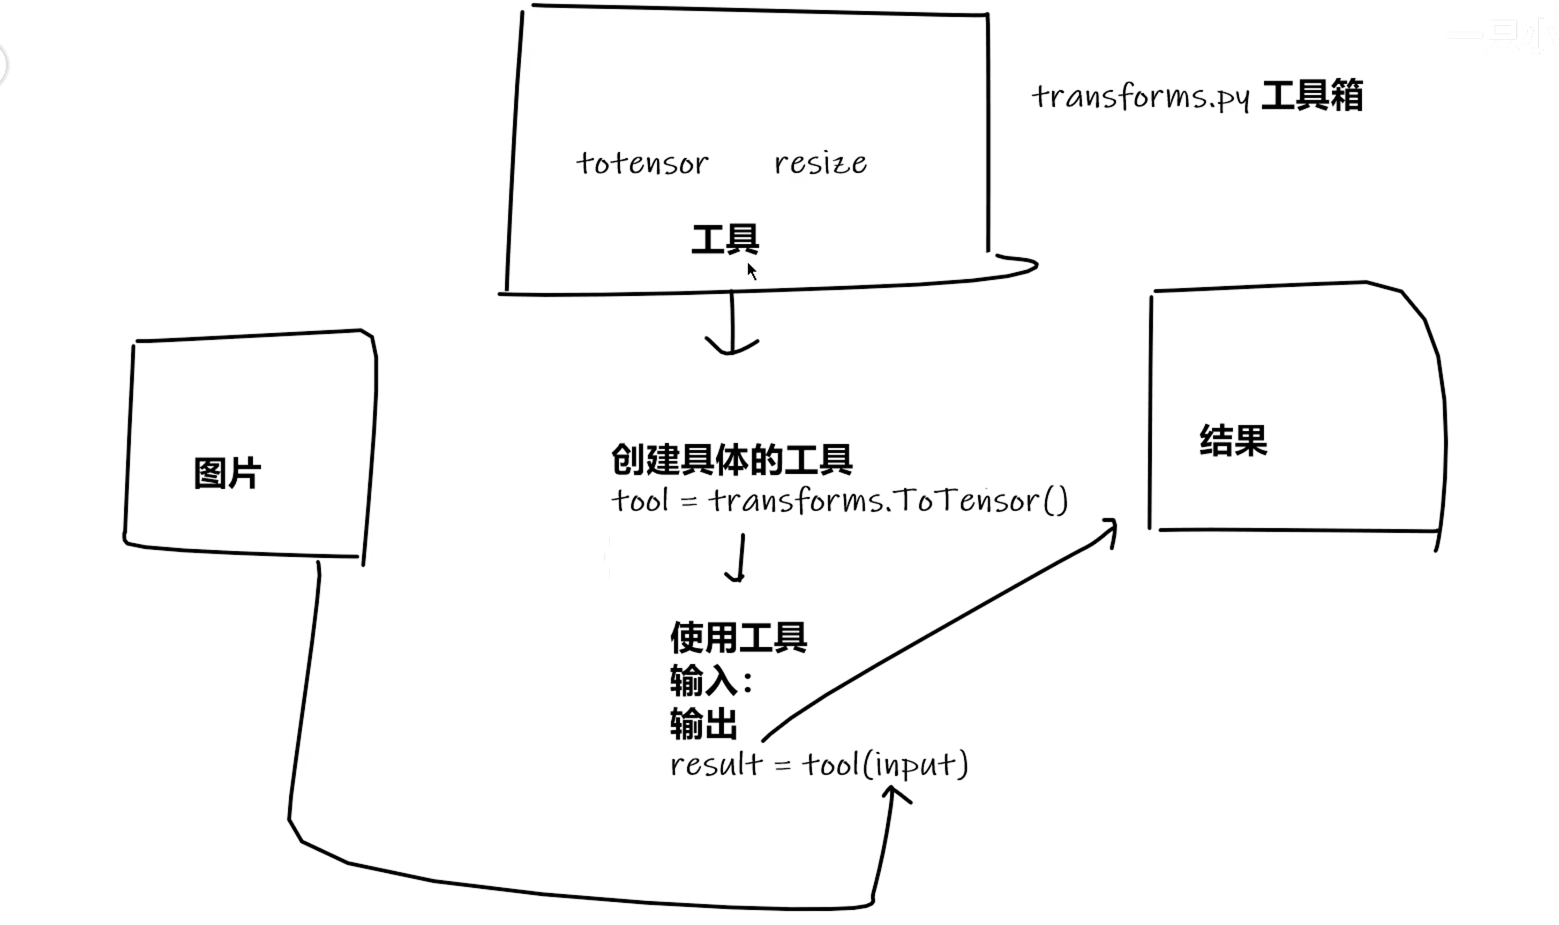 transforms.py 工具箱
totensor resize
工具
图片
创建具体的工具
tool = transforms.ToTensor()
使用工具
输入：
输出
result = tool(input)
结果